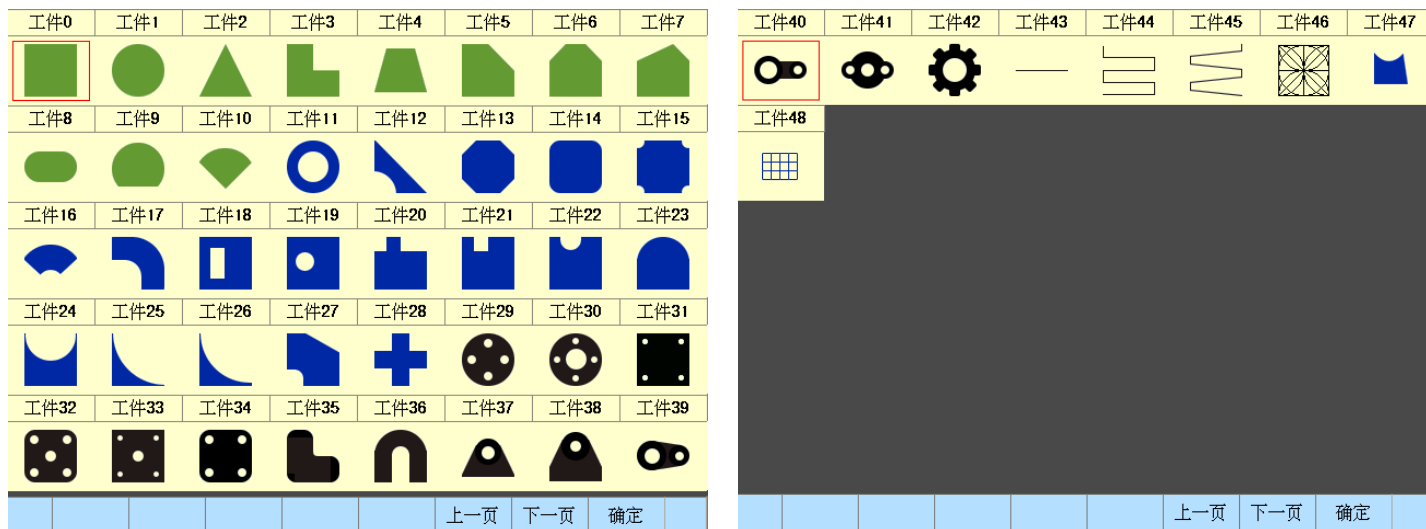 工件0 工件1 工件2 工件3 工件4 工件5 工件6 工件7
工件8 工件9 工件10 工件11 工件12 工件13 工件14 工件15
工件16 工件17 工件18 工件19 工件20 工件21 工件22 工件23
工件24 工件25 工件26 工件27 工件28 工件29 工件30 工件31
工件32 工件33 工件34 工件35 工件36 工件37 工件38 工件39
上一页 下一页 确定
工件40 工件41 工件42 工件43 工件44 工件45 工件46 工件47
工件48
上一页 下一页 确定